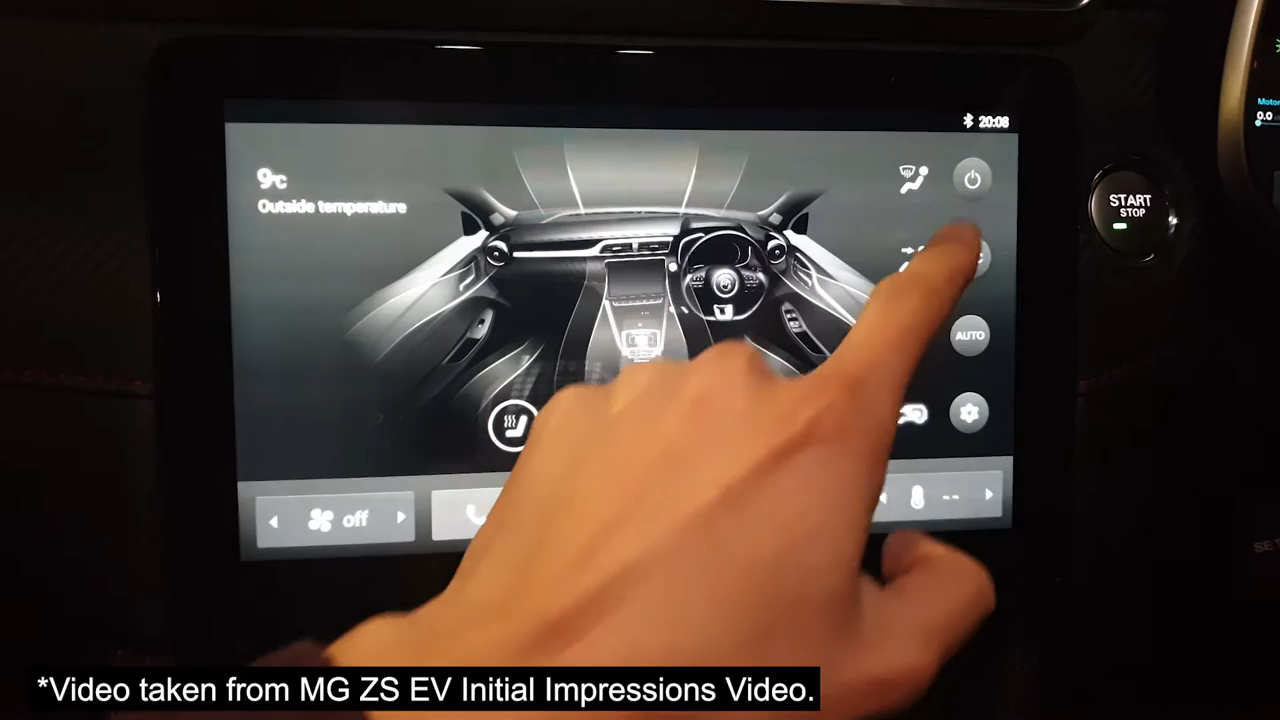 20:08
9°C
Outside temperature
START
STOP
AUTO
off
--
Motor
0.0
SET
*Video taken from MG ZS EV Initial Impressions Video.